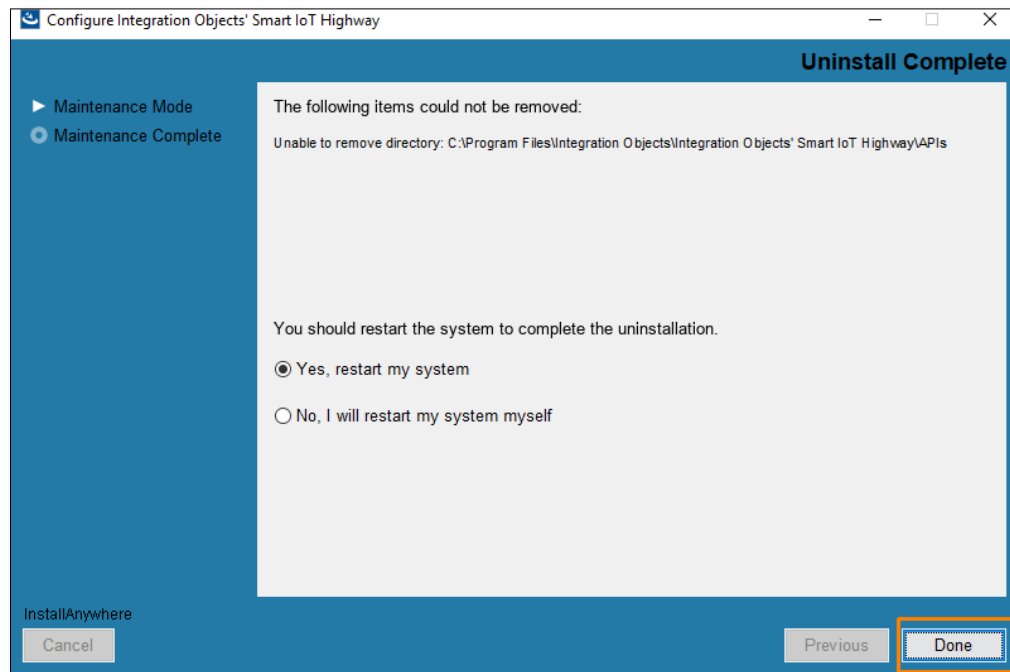 Configure Integration Objects' Smart IoT Highway
Uninstall Complete
Maintenance Mode
Maintenance Complete
The following items could not be removed:
Unable to remove directory: C:\Program Files\Integration Objects\Integration Objects' Smart IoT Highway\APIs
You should restart the system to complete the uninstallation.
Yes, restart my system
No, I will restart my system myself
InstallAnywhere
Cancel
Previous
Done